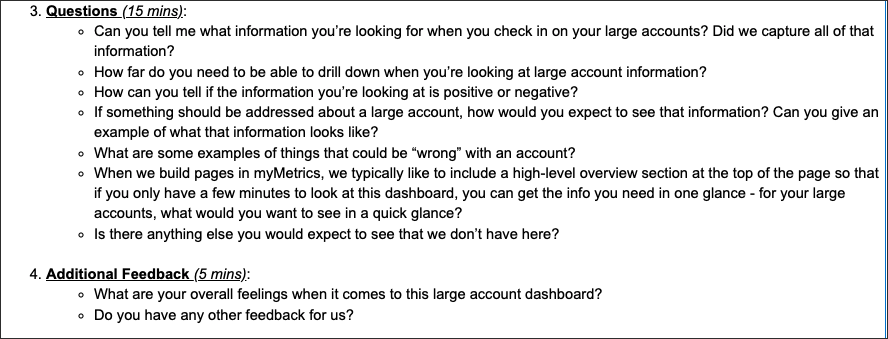 3. Questions (15 mins):
◦ Can you tell me what information you’re looking for when you check in on your large accounts? Did we capture all of that
information?
◦ How far do you need to be able to drill down when you’re looking at large account information?
◦ How can you tell if the information you’re looking at is positive or negative?
◦ If something should be addressed about a large account, how would you expect to see that information? Can you give an
example of what that information looks like?
◦ What are some examples of things that could be “wrong” with an account?
◦ When we build pages in myMetrics, we typically like to include a high-level overview section at the top of the page so that
if you only have a few minutes to look at this dashboard, you can get the info you need in one glance - for your large
accounts, what would you want to see in a quick glance?
◦ Is there anything else you would expect to see that we don’t have here?
4. Additional Feedback (5 mins):
◦ What are your overall feelings when it comes to this large account dashboard?
◦ Do you have any other feedback for us?